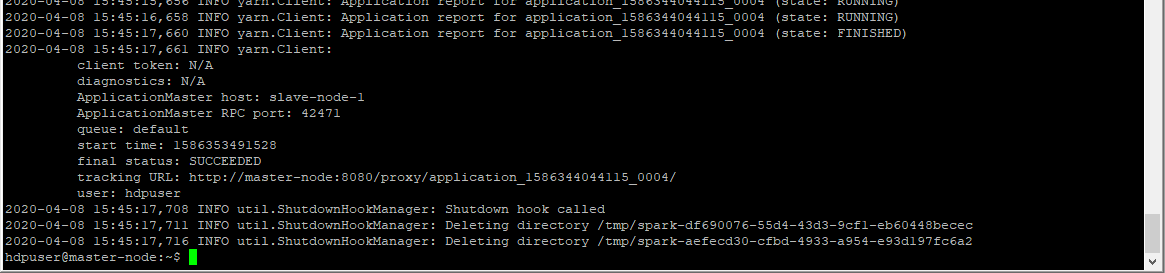 2020-04-08 15:45:15,656 INFO yarn.Client: Application report for application_1586344044115_0004 (state: RUNNING)
2020-04-08 15:45:16,658 INFO yarn.Client: Application report for application_1586344044115_0004 (state: RUNNING)
2020-04-08 15:45:17,660 INFO yarn.Client: Application report for application_1586344044115_0004 (state: FINISHED)
2020-04-08 15:45:17,661 INFO yarn.Client:
client token: N/A
diagnostics: N/A
ApplicationMaster host: slave-node-1
ApplicationMaster RPC port: 42471
queue: default
start time: 1586353491528
final status: SUCCEEDED
tracking URL: http://master-node:8080/proxy/application_1586344044115_0004/
user: hdpuser
2020-04-08 15:45:17,708 INFO util.ShutdownHookManager: Shutdown hook called
2020-04-08 15:45:17,711 INFO util.ShutdownHookManager: Deleting directory /tmp/spark-df690076-55d4-43d3-9cf1-eb60448becec
2020-04-08 15:45:17,716 INFO util.ShutdownHookManager: Deleting directory /tmp/spark-aefecd30-cfbd-4933-a954-e93d197fc6a2
hdpuser@master-node:~$